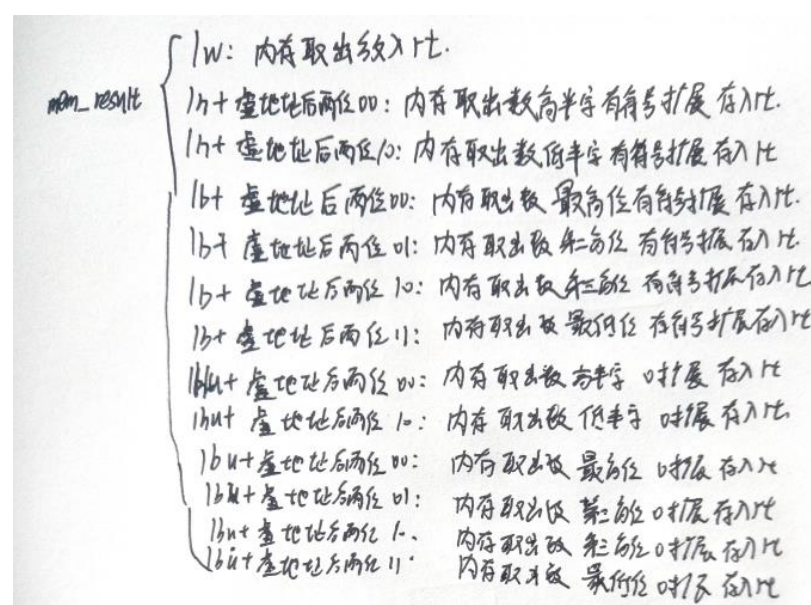 mem_result
lw: 内存取出放入rt.
lh+虚地址后两位00: 内存取出数高半字有符号扩展 存入rt.
lh+虚地址后两位10: 内存取出数低半字有符号扩展 存入rt
lb+ 虚地址后两位00: 内存取出数 最高位有符号扩展 存入rt.
lb+ 虚地址后两位01: 内存取出数 第二高位 有符号扩展 存入rt.
lb+ 虚地址后两位10: 内存取出数第三高位 有符号扩展存入rt
lb+虚地址后两位11: 内存取出数 最低位 有符号扩展存入rt
lhu+ 虚地址后两位00: 内存取出数高半字 0扩展 存入rt
lhu+ 虚地址后两位10: 内存取出数 低半字 0扩展 存入rt.
lbu+虚地址后两位00: 内存取出数 最高位 0扩展 存入rt
lbu+虚地址后两位01: 内存取出数 第二高位0扩展存入rt
lbu+虚地址后两位10. 内存取出数 第三高位0扩展 存入rt
lbu+虚地址后两位11: 内存取出数 最低位0扩展 存入rt